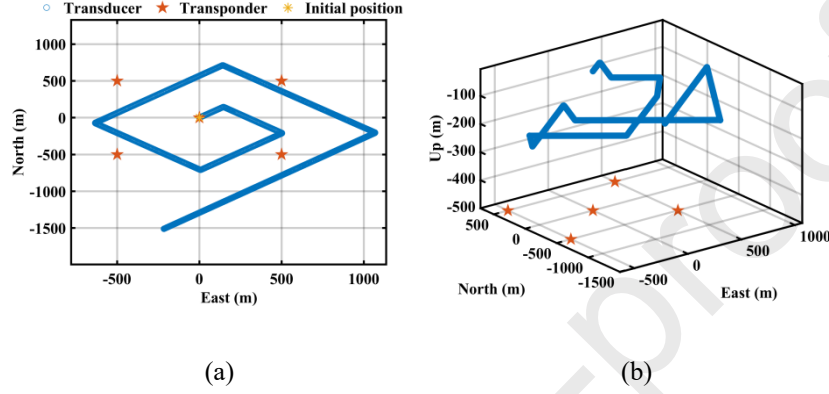 Transducer Transponder Initial position
1000
500
0
-500
-1000
-1500
North (m)
-500 0 500 1000
East (m)
(a)
-100
-200
-300
-400
-500
Up (m)
500
0
-500
-1000
-1500
North (m)
-500
0
500
1000
East (m)
(b)